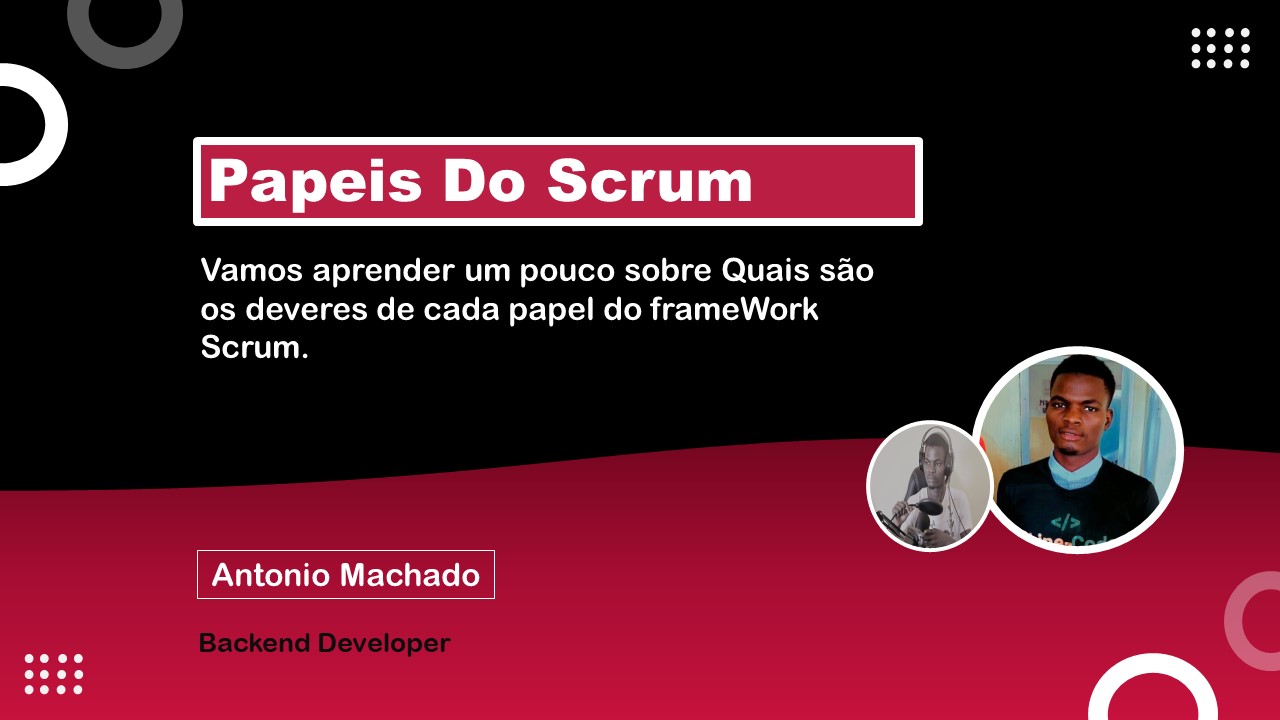 Papeis Do Scrum
Vamos aprender um pouco sobre Quais são
os deveres de cada papel do frameWork
Scrum.
</>
Antonio Machado
Backend Developer